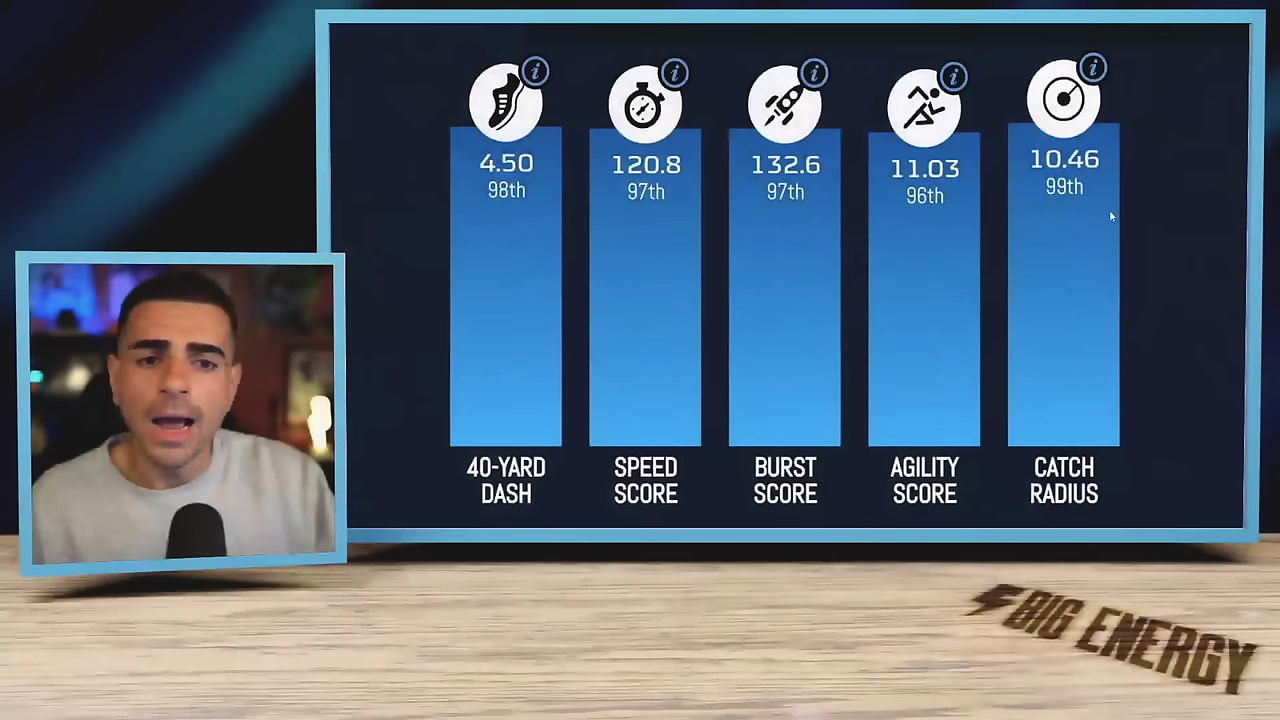 4.50
98th
120.8
97th
132.6
97th
11.03
96th
10.46
99th
40-YARD
DASH
SPEED
SCORE
BURST
SCORE
AGILITY
SCORE
CATCH
RADIUS
BIG ENERGY